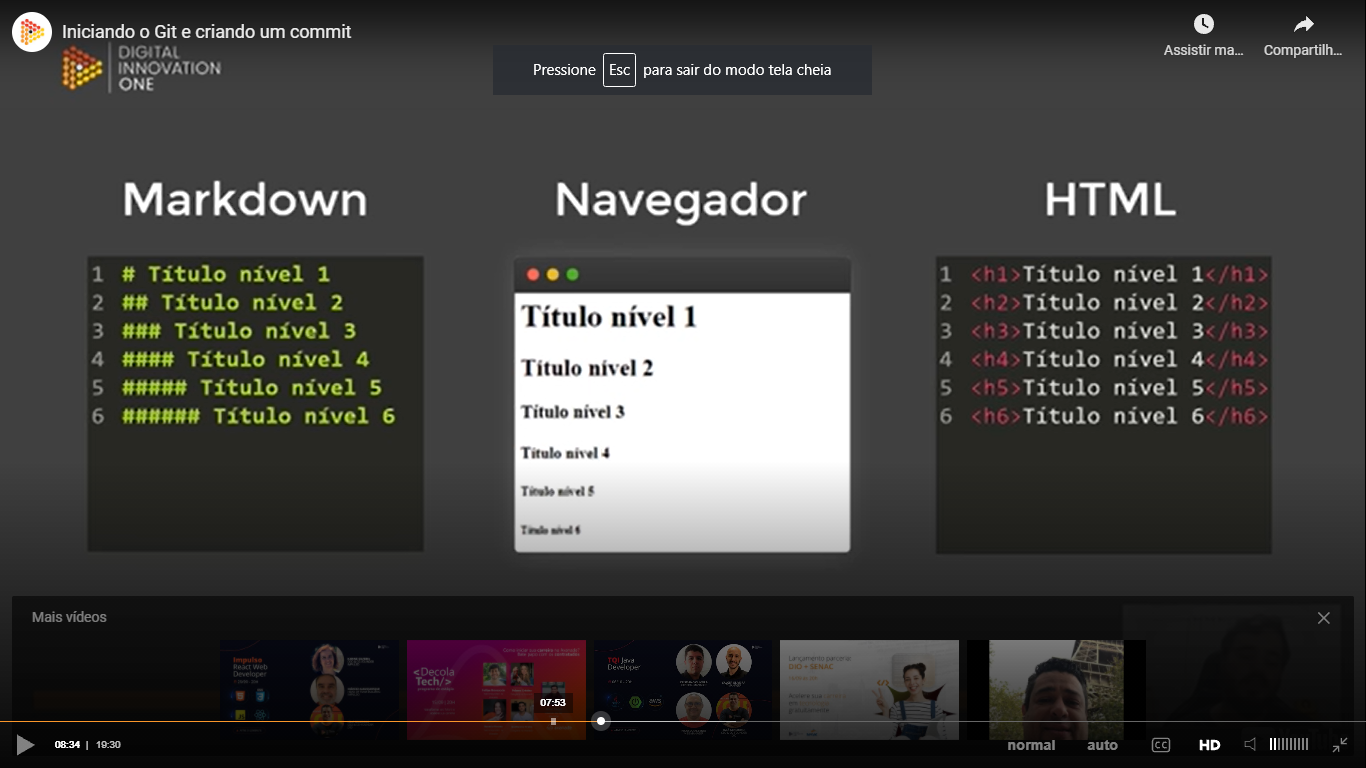 Iniciando o Git e criando um commit
Assistir ma...
Compartilh...
DIGITAL
INNOVATION
ONE
Pressione Esc para sair do modo tela cheia
Markdown
1 # Título nível 1
2 ## Título nível 2
3 ### Título nível 3
4 #### Título nível 4
5 ##### Título nível 5
6 ###### Título nível 6
Navegador
Título nível 1
Título nível 2
Título nível 3
Título nível 4
Título nível 5
Título nível 6
HTML
1 <h1>Título nível 1</h1>
2 <h2>Título nível 2</h2>
3 <h3>Título nível 3</h3>
4 <h4>Título nível 4</h4>
5 <h5>Título nível 5</h5>
6 <h6>Título nível 6</h6>
Mais vídeos
Impulso
React Web
Developer
<Decola
Tech/>
TQI Java
Developer
aws
Lançamento parceria
DIO + SENAC
07:53
08:34 | 19:30
normal
auto
CC
HD